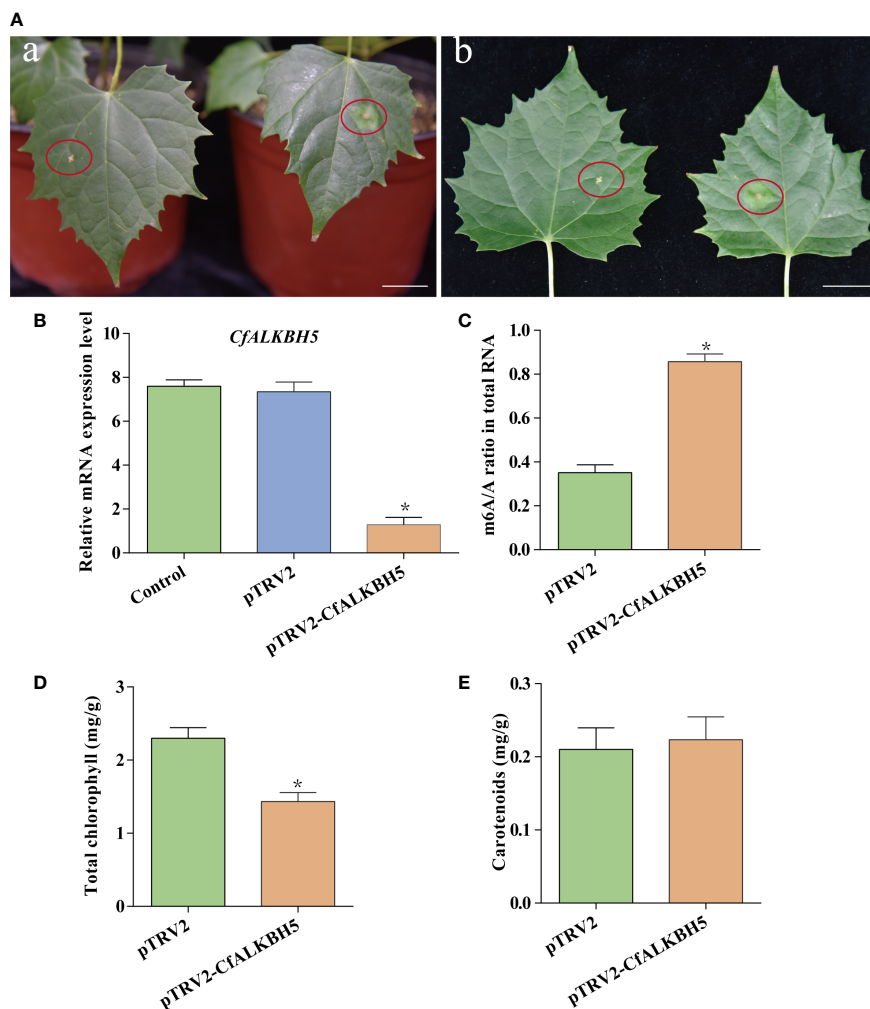 A
a
b
B
CfALKBH5
Relative mRNA expression level
10
8
6
4
2
0
*
Control
pTRV2
pTRV2-CfALKBH5
C
m6A/A ratio in total RNA
1.0
0.8
0.6
0.4
0.2
0.0
*
pTRV2
pTRV2-CfALKBH5
D
Total chlorophyll (mg/g)
3
2
1
0
*
pTRV2
pTRV2-CfALKBH5
E
Carotenoids (mg/g)
0.3
0.2
0.1
0.0
pTRV2
pTRV2-CfALKBH5